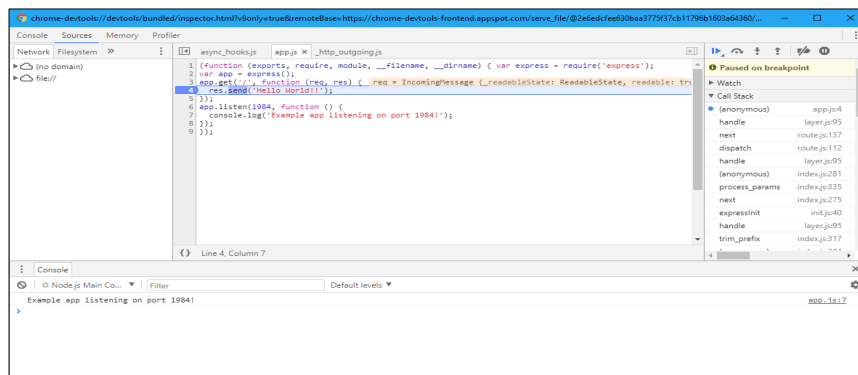 chrome-devtools://devtools/bundled/inspector.html?v8only=true&remoteBase=https://chrome-devtools-frontend.appspot.com/serve_file/@2e6edcfee630baa3775f37cb11796b1603a64360/...
Console Sources Memory Profiler
Network Filesystem »
(no domain)
file://
async_hooks.js app.js × _http_outgoing.js
1 (function (exports, require, module, __filename, __dirname) { var express = require('express');
2 var app = express();
3 app.get('/', function (req, res) { req = IncomingMessage {_readableState: ReadableState, readable: tru
4 res.send('Hello World!!');
5 });
6 app.listen(1984, function () {
7 console.log('Example app listening on port 1984!');
8 });
9 });
{} Line 4, Column 7
Paused on breakpoint
Watch
Call Stack
(anonymous) app.js:4
handle layer.js:95
next route.js:137
dispatch route.js:112
handle layer.js:95
(anonymous) index.js:281
process_params index.js:335
next index.js:275
expressInit init.js:40
handle layer.js:95
trim_prefix index.js:317
Console
Node.js Main Co... ▼ Filter Default levels ▼
Example app listening on port 1984! app.js:7
>